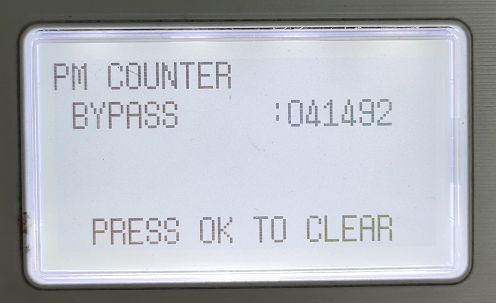 PM COUNTER
BYPASS :041492
PRESS OK TO CLEAR